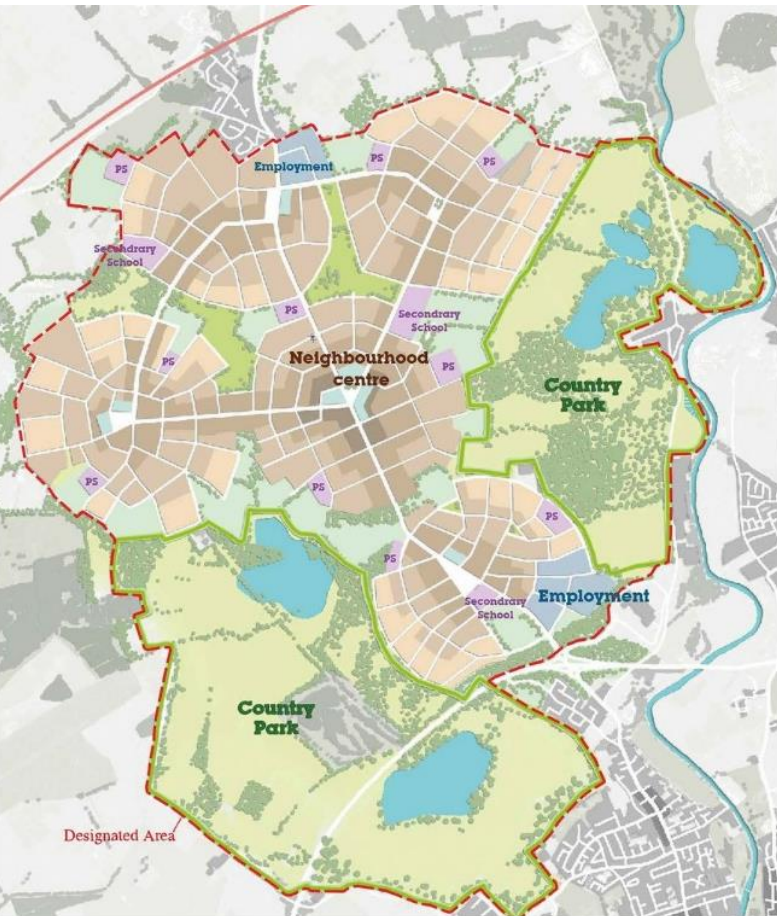 PS
PS
Employment
PS
Secondrary
School
PS
Secondrary
School
Neighbourhood
centre
PS
PS
Country
Park
PS
PS
PS
PS
Secondrary
School
Employment
Country
Park
Designated Area